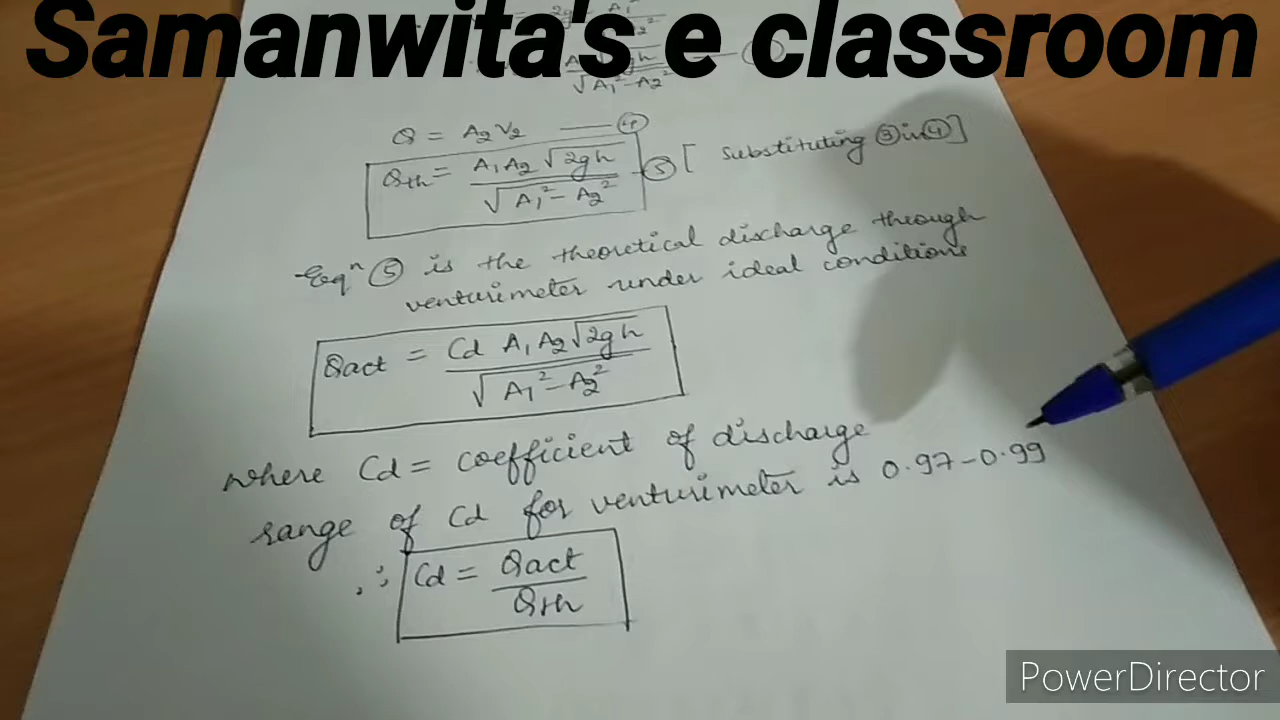 Samanwita's e classroom
√A₁² - A₂²
Q = A₂V₂ —— ④
Qth = A₁A₂√2gh / √A₁² - A₂² — ⑤ [ substituting ③ in ④ ]
Eqⁿ ⑤ is the theoretical discharge through
venturimeter under ideal conditions
Qact = Cd A₁A₂√2gh / √A₁² - A₂²
where Cd = coefficient of discharge
range of Cd for venturimeter is 0.97-0.99
∴ Cd = Qact / Qth
PowerDirector